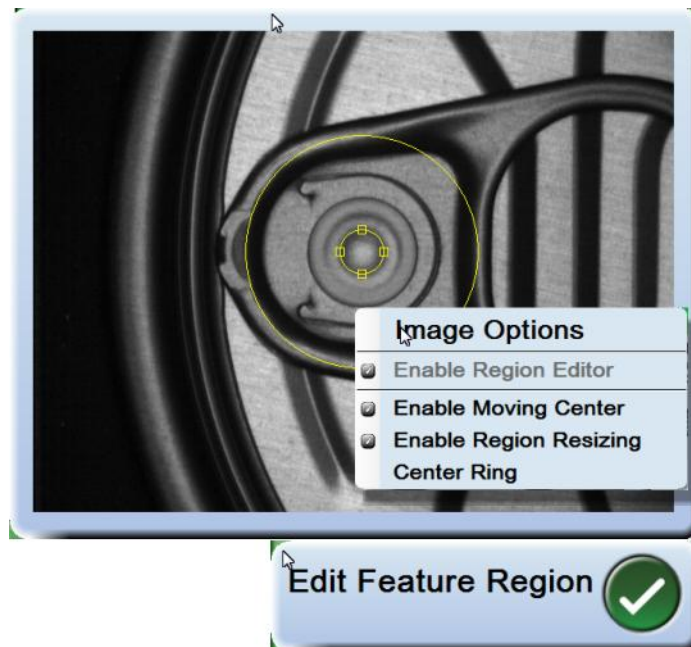 Image Options
Enable Region Editor
Enable Moving Center
Enable Region Resizing
Center Ring
Edit Feature Region